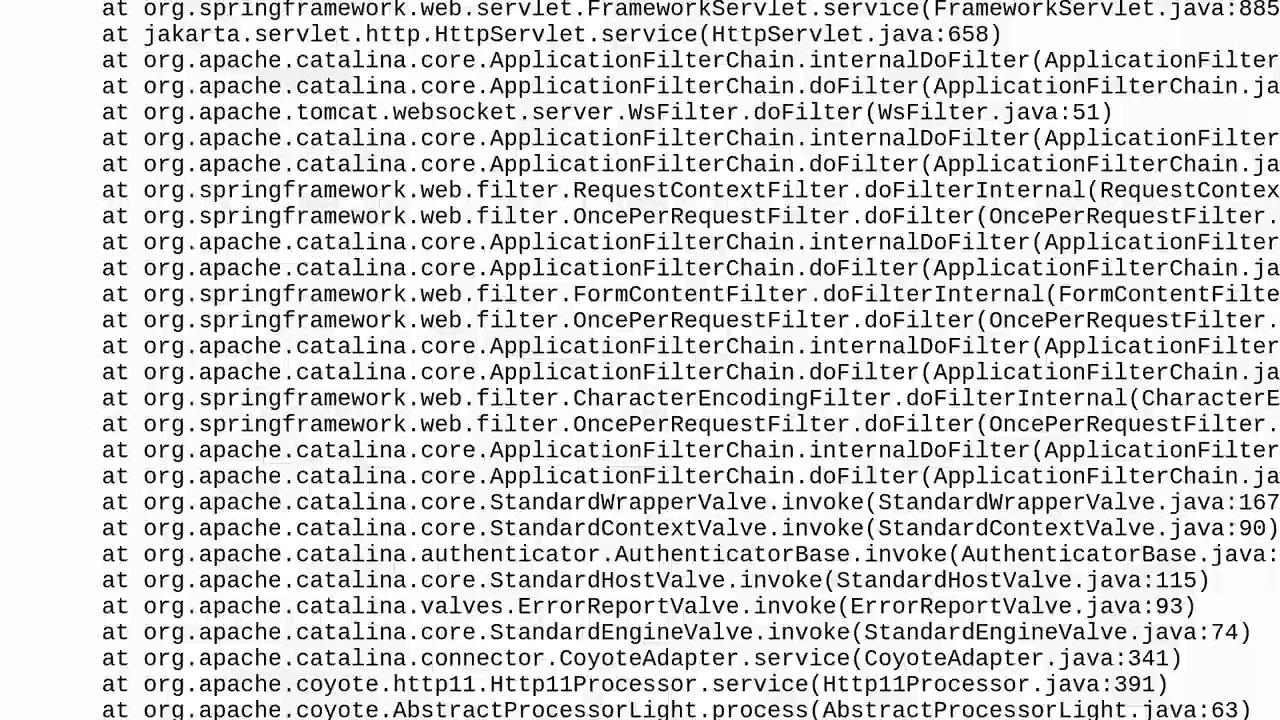 at org.springframework.web.servlet.FrameworkServlet.service(FrameworkServlet.java:885
at jakarta.servlet.http.HttpServlet.service(HttpServlet.java:658)
at org.apache.catalina.core.ApplicationFilterChain.internalDoFilter(ApplicationFilter
at org.apache.catalina.core.ApplicationFilterChain.doFilter(ApplicationFilterChain.ja
at org.apache.tomcat.websocket.server.WsFilter.doFilter(WsFilter.java:51)
at org.apache.catalina.core.ApplicationFilterChain.internalDoFilter(ApplicationFilter
at org.apache.catalina.core.ApplicationFilterChain.doFilter(ApplicationFilterChain.ja
at org.springframework.web.filter.RequestContextFilter.doFilterInternal(RequestContex
at org.springframework.web.filter.OncePerRequestFilter.doFilter(OncePerRequestFilter.
at org.apache.catalina.core.ApplicationFilterChain.internalDoFilter(ApplicationFilter
at org.apache.catalina.core.ApplicationFilterChain.doFilter(ApplicationFilterChain.ja
at org.springframework.web.filter.FormContentFilter.doFilterInternal(FormContentFilte
at org.springframework.web.filter.OncePerRequestFilter.doFilter(OncePerRequestFilter.
at org.apache.catalina.core.ApplicationFilterChain.internalDoFilter(ApplicationFilter
at org.apache.catalina.core.ApplicationFilterChain.doFilter(ApplicationFilterChain.ja
at org.springframework.web.filter.CharacterEncodingFilter.doFilterInternal(CharacterE
at org.springframework.web.filter.OncePerRequestFilter.doFilter(OncePerRequestFilter.
at org.apache.catalina.core.ApplicationFilterChain.internalDoFilter(ApplicationFilter
at org.apache.catalina.core.ApplicationFilterChain.doFilter(ApplicationFilterChain.ja
at org.apache.catalina.core.StandardWrapperValve.invoke(StandardWrapperValve.java:167
at org.apache.catalina.core.StandardContextValve.invoke(StandardContextValve.java:90)
at org.apache.catalina.authenticator.AuthenticatorBase.invoke(AuthenticatorBase.java:
at org.apache.catalina.core.StandardHostValve.invoke(StandardHostValve.java:115)
at org.apache.catalina.valves.ErrorReportValve.invoke(ErrorReportValve.java:93)
at org.apache.catalina.core.StandardEngineValve.invoke(StandardEngineValve.java:74)
at org.apache.catalina.connector.CoyoteAdapter.service(CoyoteAdapter.java:341)
at org.apache.coyote.http11.Http11Processor.service(Http11Processor.java:391)
at org.apache.coyote.AbstractProcessorLight.process(AbstractProcessorLight.java:63)